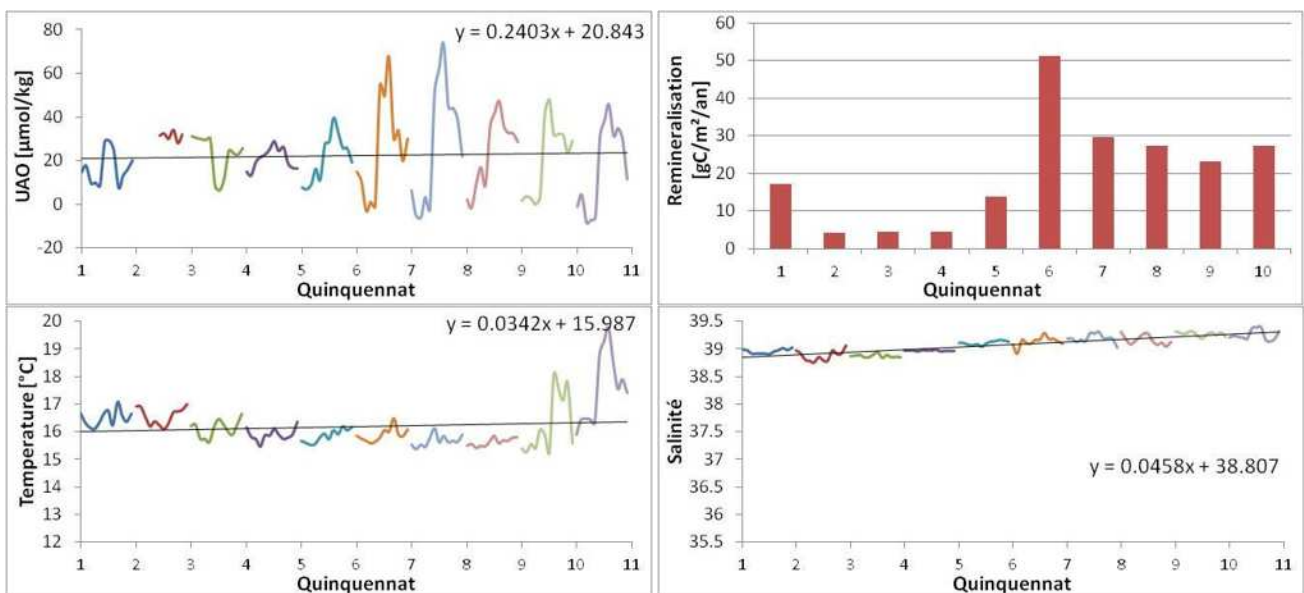 y = 0.2403x + 20.843
UAO [µmol/kg]
80
60
40
20
0
-20
1 2 3 4 5 6 7 8 9 10 11
Quinquennat
Remineralisation
[gC/m²/an]
60
50
40
30
20
10
0
1 2 3 4 5 6 7 8 9 10
Quinquennat
y = 0.0342x + 15.987
Temperature [°C]
20
19
18
17
16
15
14
13
12
1 2 3 4 5 6 7 8 9 10 11
Quinquennat
Salinité
39.5
39
38.5
38
37.5
37
36.5
36
35.5
y = 0.0458x + 38.807
1 2 3 4 5 6 7 8 9 10 11
Quinquennat